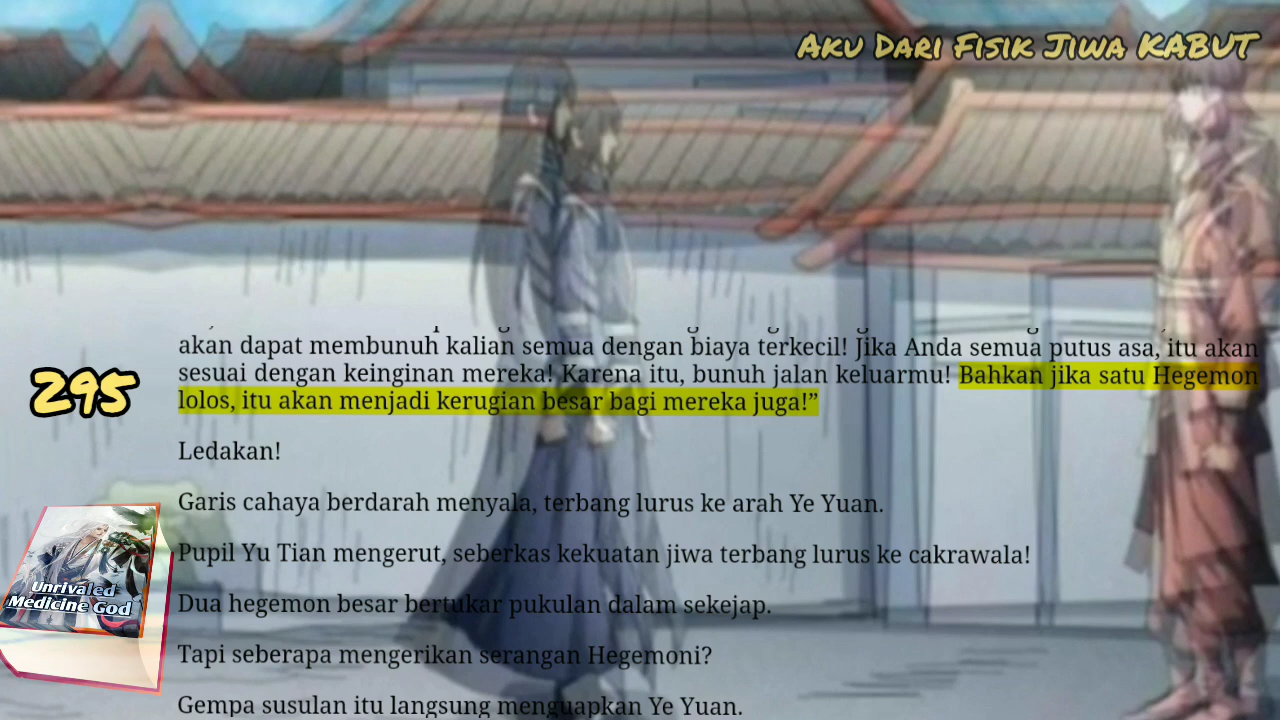 Aku Dari Fisik Jiwa KABUT
akan dapat membunuh kalian semua dengan biaya terkecil! Jika Anda semua putus asa, itu akan
sesuai dengan keinginan mereka! Karena itu, bunuh jalan keluarmu! Bahkan jika satu Hegemon
lolos, itu akan menjadi kerugian besar bagi mereka juga!”
295
Ledakan!
Garis cahaya berdarah menyala, terbang lurus ke arah Ye Yuan.
Pupil Yu Tian mengerut, seberkas kekuatan jiwa terbang lurus ke cakrawala!
Unrivaled
Medicine God
Dua hegemon besar bertukar pukulan dalam sekejap.
Tapi seberapa mengerikan serangan Hegemoni?
Gempa susulan itu langsung menguapkan Ye Yuan.